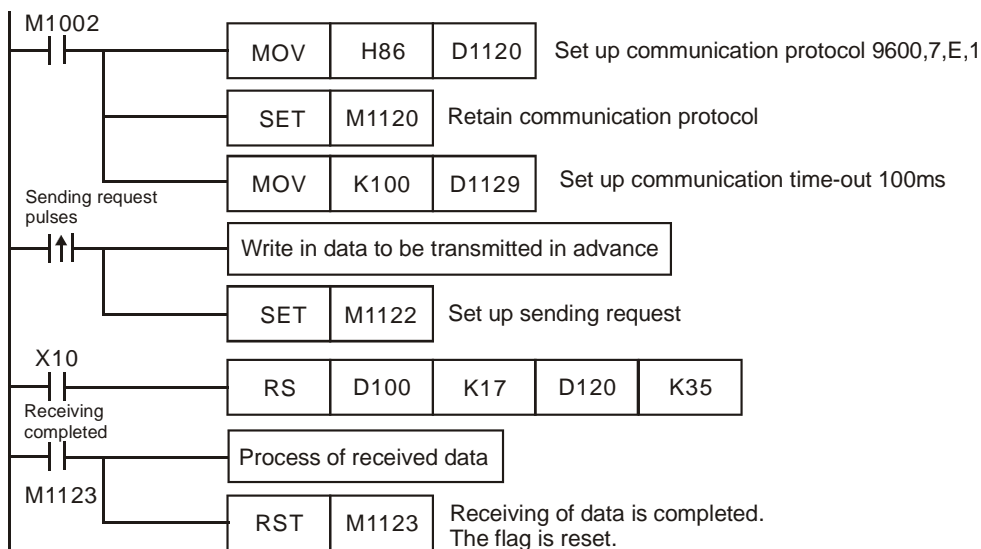 M1002
MOV H86 D1120 Set up communication protocol 9600,7,E,1
SET M1120 Retain communication protocol
MOV K100 D1129 Set up communication time-out 100ms
Sending request
pulses
Write in data to be transmitted in advance
SET M1122 Set up sending request
X10
RS D100 K17 D120 K35
Receiving
completed
Process of received data
M1123
RST M1123 Receiving of data is completed.
The flag is reset.